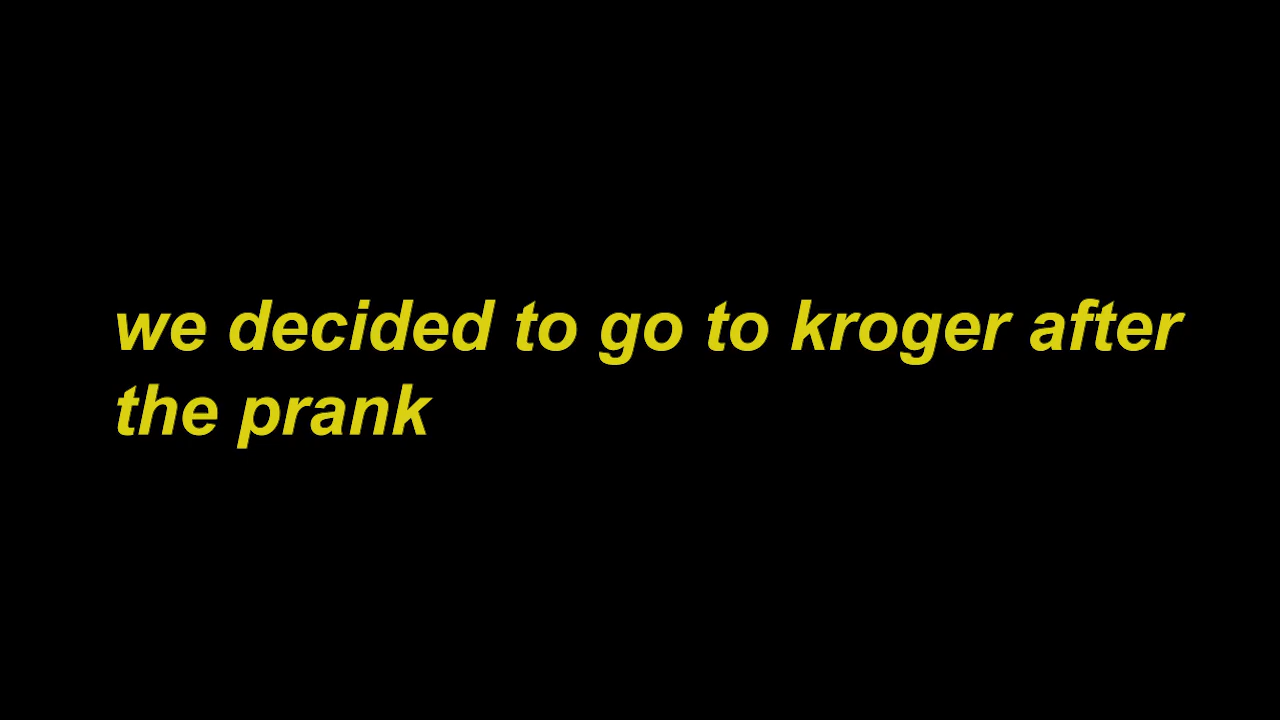 we decided to go to kroger after
the prank